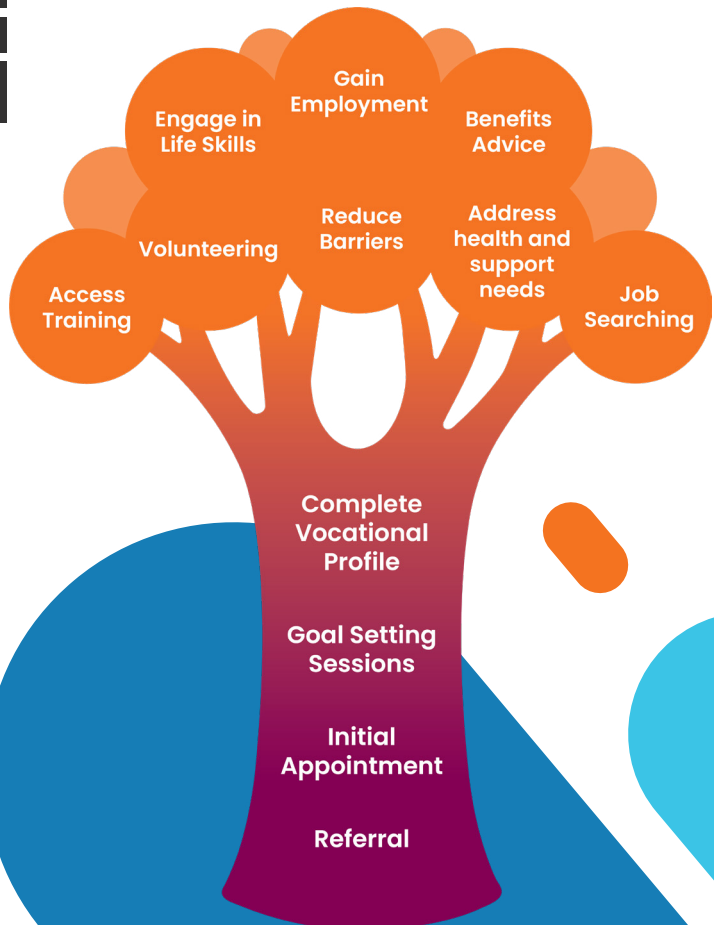 Gain
Employment
Engage in
Life Skills
Benefits
Advice
Volunteering
Reduce
Barriers
Address
health and
support
needs
Access
Training
Job
Searching
Complete
Vocational
Profile
Goal Setting
Sessions
Initial
Appointment
Referral